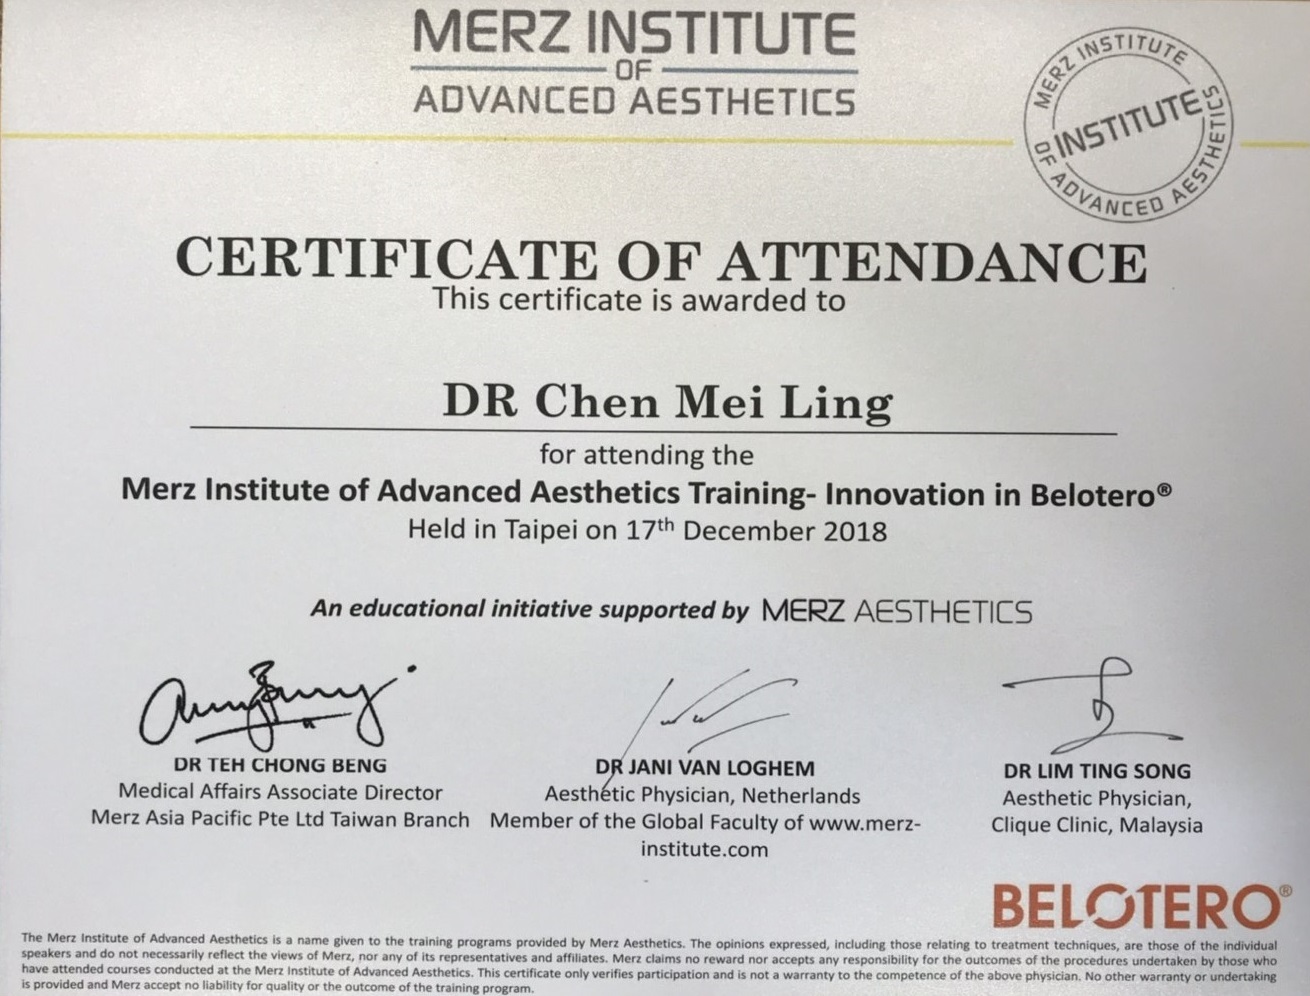 MERZ INSTITUTE
OF
ADVANCED AESTHETICS
MERZ INSTITUTE
INSTITUTE
OF ADVANCED AESTHETICS
CERTIFICATE OF ATTENDANCE
This certificate is awarded to
DR Chen Mei Ling
for attending the
Merz Institute of Advanced Aesthetics Training- Innovation in Belotero®
Held in Taipei on 17th December 2018
An educational initiative supported by MERZ AESTHETICS
DR TEH CHONG BENG
Medical Affairs Associate Director
Merz Asia Pacific Pte Ltd Taiwan Branch
DR JANI VAN LOGHEM
Aesthetic Physician, Netherlands
Member of the Global Faculty of www.merz-
institute.com
DR LIM TING SONG
Aesthetic Physician,
Clique Clinic, Malaysia
BELOTERO®
The Merz Institute of Advanced Aesthetics is a name given to the training programs provided by Merz Aesthetics. The opinions expressed, including those relating to treatment techniques, are those of the individual
speakers and do not necessarily reflect the views of Merz, nor any of its representatives and affiliates. Merz claims no reward nor accepts any responsibility for the outcomes of the procedures undertaken by those who
have attended courses conducted at the Merz Institute of Advanced Aesthetics. This certificate only verifies participation and is not a warranty to the competence of the above physician. No other warranty or undertaking
is provided and Merz accept no liability for quality or the outcome of the training program.